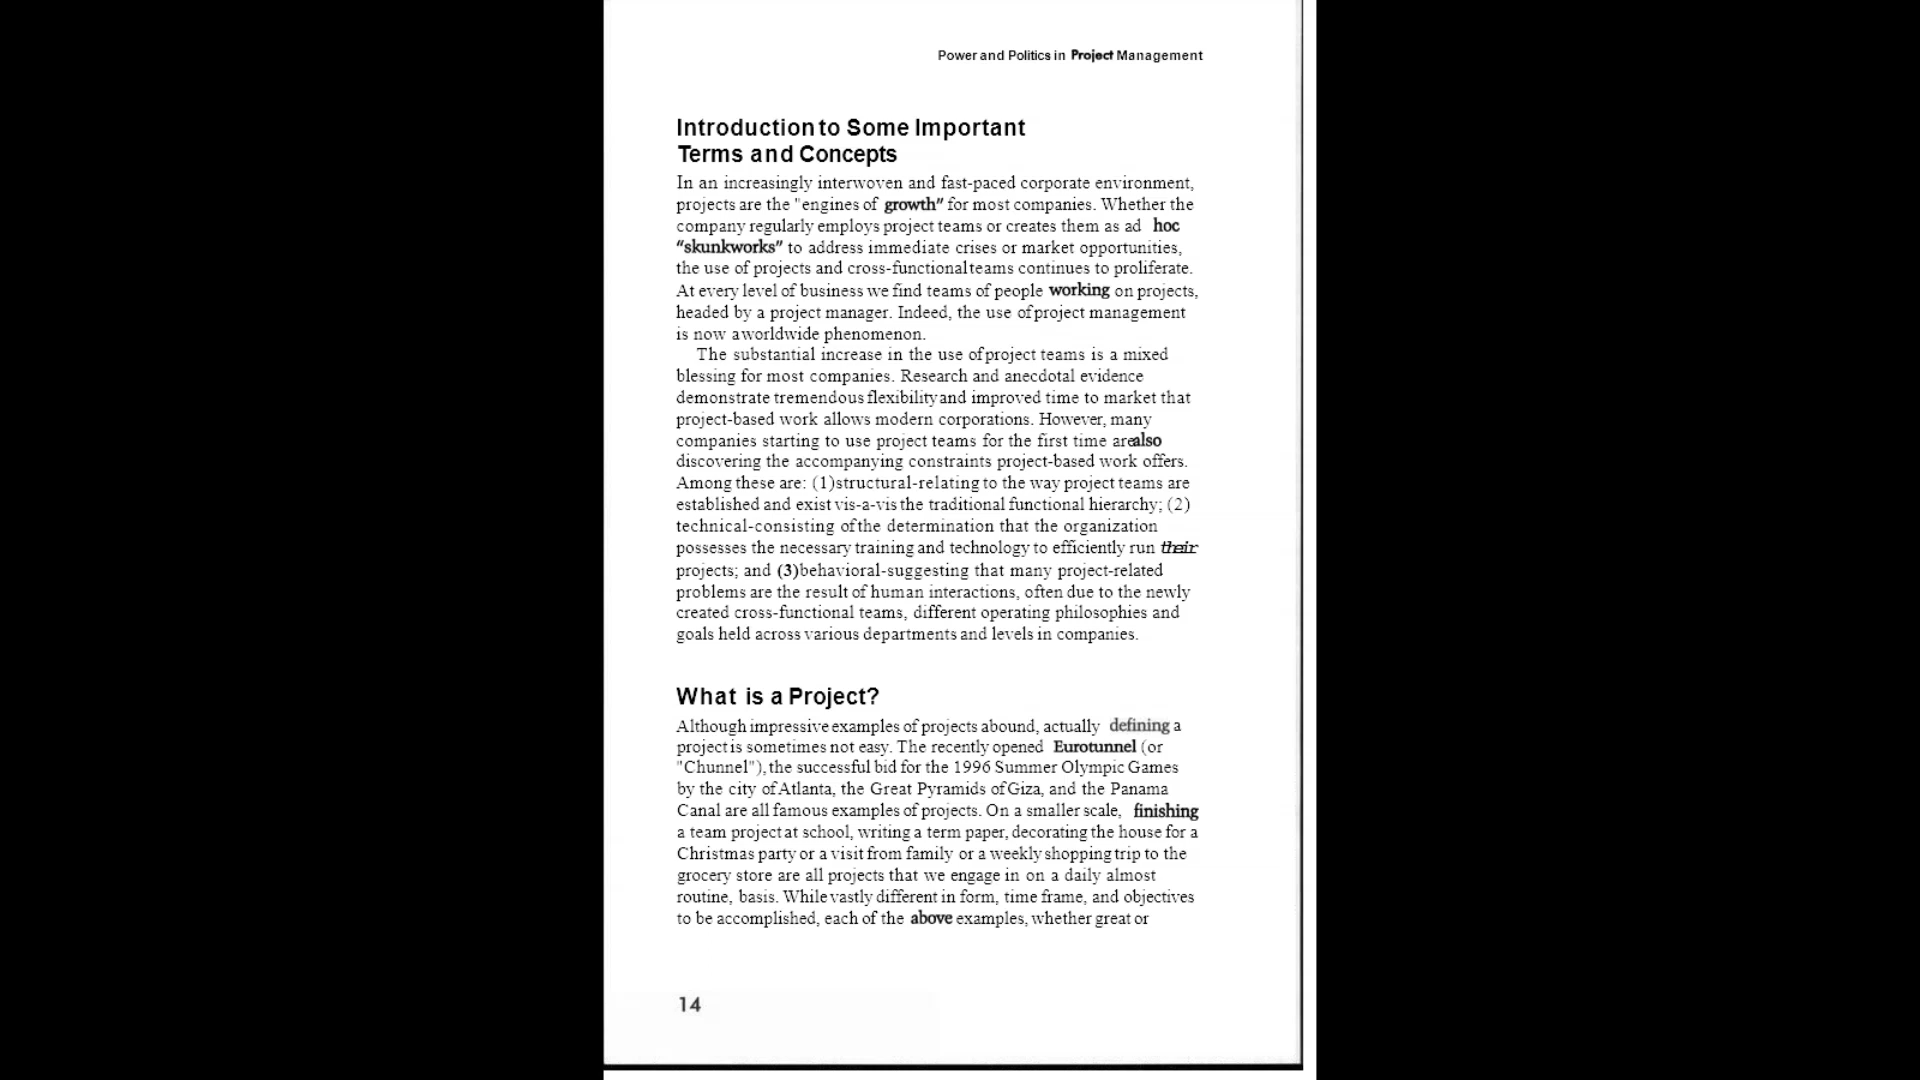 Power and Politics in Project Management
Introduction to Some Important
Terms and Concepts
In an increasingly interwoven and fast-paced corporate environment,
projects are the "engines of growth" for most companies. Whether the
company regularly employs project teams or creates them as ad hoc
"skunkworks" to address immediate crises or market opportunities,
the use of projects and cross-functional teams continues to proliferate.
At every level of business we find teams of people working on projects,
headed by a project manager. Indeed, the use of project management
is now a worldwide phenomenon.
The substantial increase in the use of project teams is a mixed
blessing for most companies. Research and anecdotal evidence
demonstrate tremendous flexibility and improved time to market that
project-based work allows modern corporations. However, many
companies starting to use project teams for the first time are also
discovering the accompanying constraints project-based work offers.
Among these are: (1) structural-relating to the way project teams are
established and exist vis-a-vis the traditional functional hierarchy; (2)
technical-consisting of the determination that the organization
possesses the necessary training and technology to efficiently run their
projects; and (3) behavioral-suggesting that many project-related
problems are the result of human interactions, often due to the newly
created cross-functional teams, different operating philosophies and
goals held across various departments and levels in companies.
What is a Project?
Although impressive examples of projects abound, actually defining a
project is sometimes not easy. The recently opened Eurotunnel (or
"Chunnel"), the successful bid for the 1996 Summer Olympic Games
by the city of Atlanta, the Great Pyramids of Giza, and the Panama
Canal are all famous examples of projects. On a smaller scale, finishing
a team project at school, writing a term paper, decorating the house for a
Christmas party or a visit from family or a weekly shopping trip to the
grocery store are all projects that we engage in on a daily almost
routine, basis. While vastly different in form, time frame, and objectives
to be accomplished, each of the above examples, whether great or
14